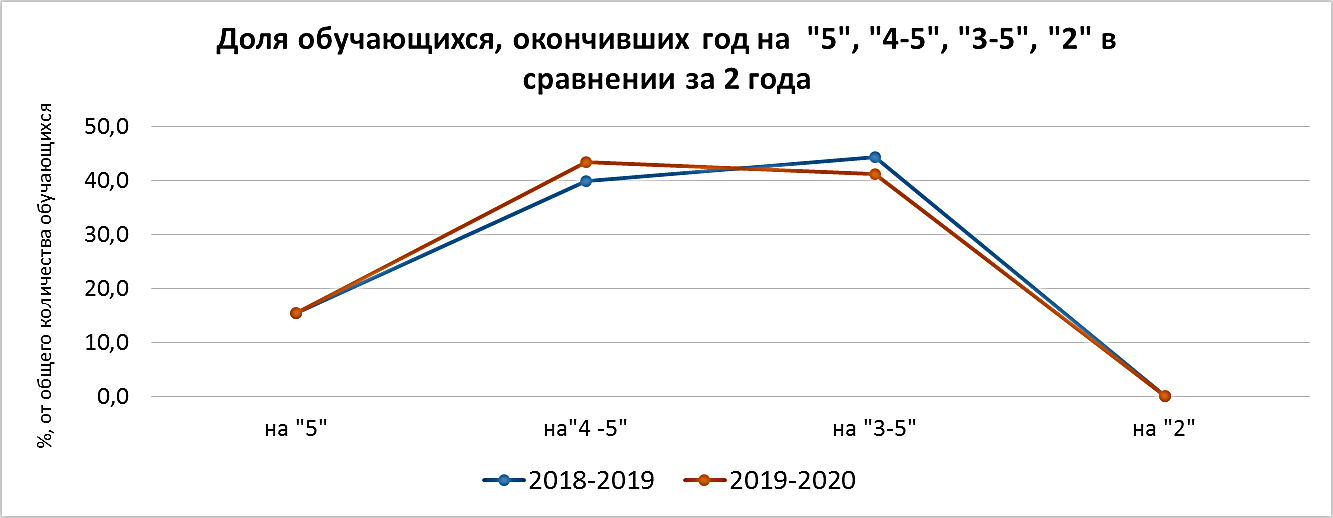 Доля обучающихся, окончивших год на  "5", "4-5", "3-5", "2" в
сравнении за 2 года
%, от общего количества обучающихся
50,0
40,0
30,0
20,0
10,0
0,0
на "5"
на"4 -5"
на "3-5"
на "2"
2018-2019
2019-2020